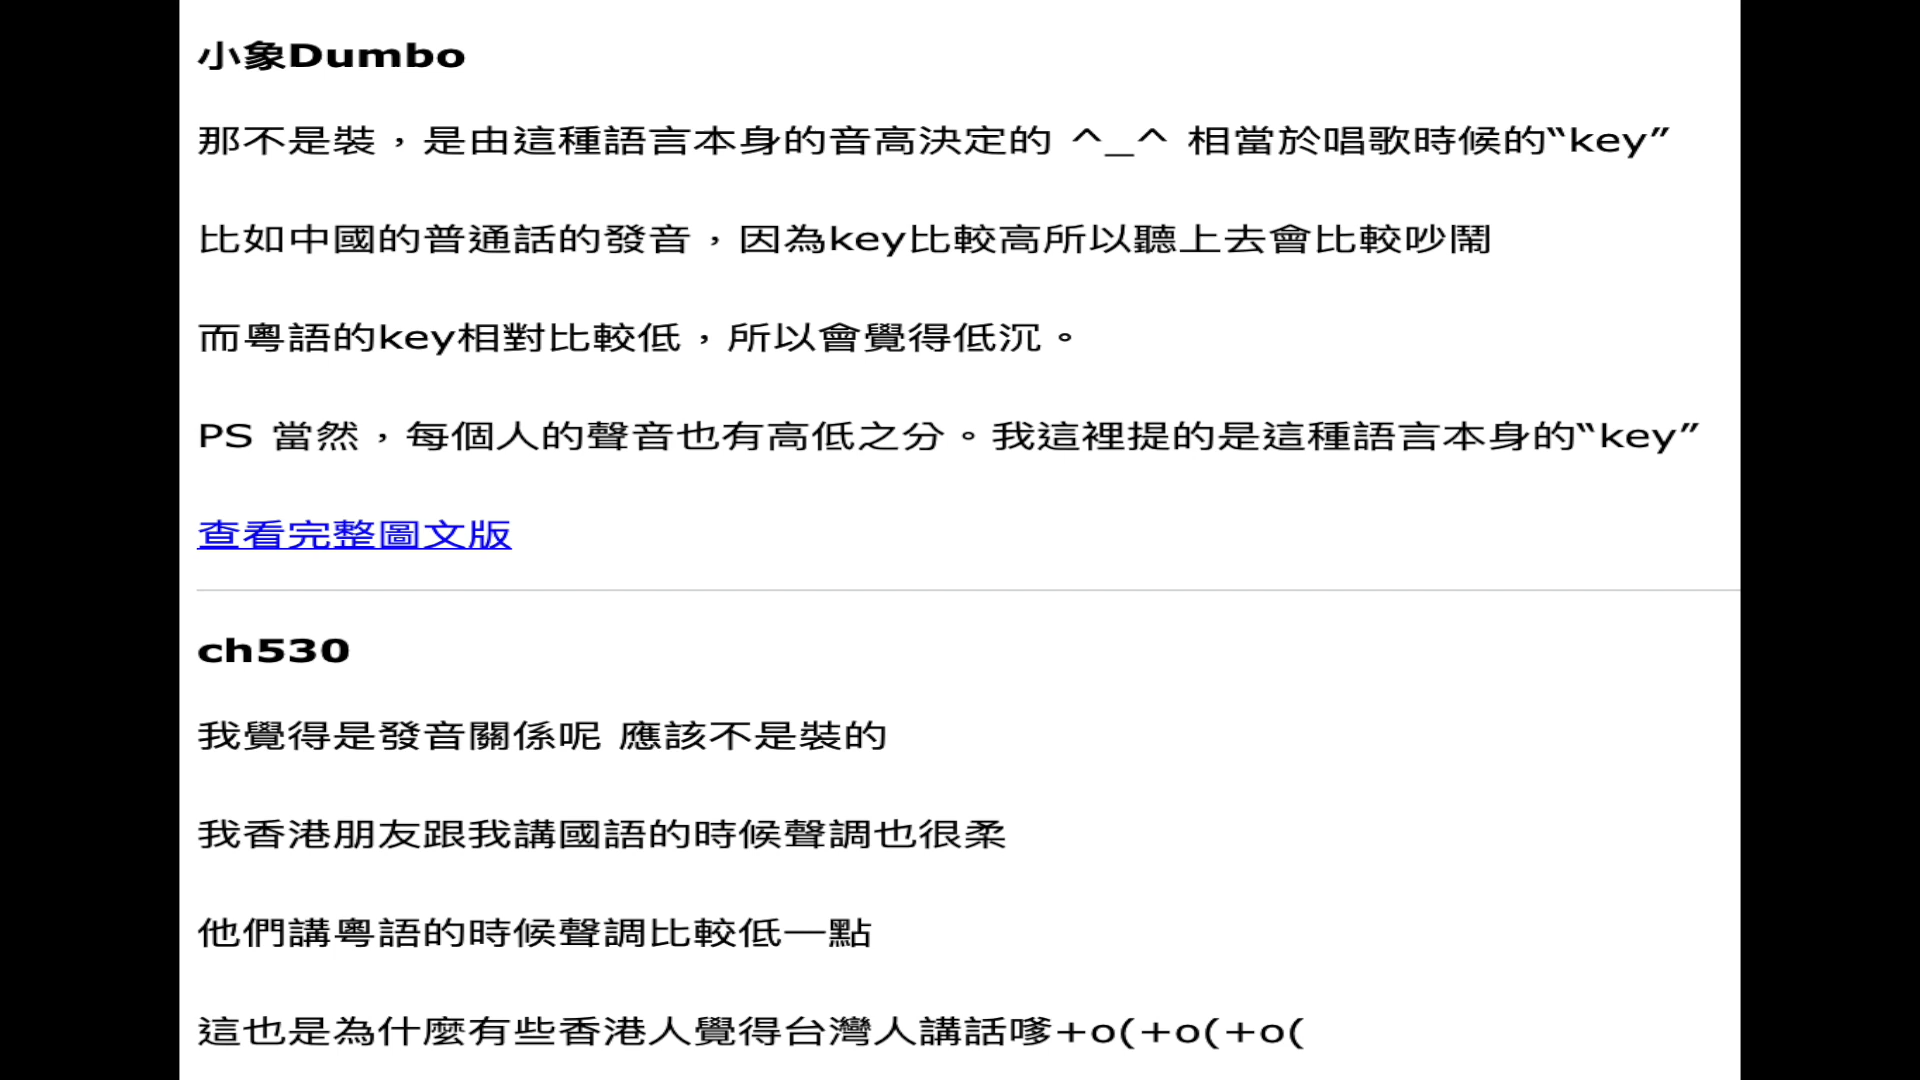 小象Dumbo
那不是裝，是由這種語言本身的音高決定的 ^_^ 相當於唱歌時候的“key”
比如中國的普通話的發音，因為key比較高所以聽上去會比較吵鬧
而粵語的key相對比較低，所以會覺得低沉。
PS 當然，每個人的聲音也有高低之分。我這裡提的是這種語言本身的“key”
查看完整圖文版
ch530
我覺得是發音關係呢 應該不是裝的
我香港朋友跟我講國語的時候聲調也很柔
他們講粵語的時候聲調比較低一點
這也是為什麼有些香港人覺得台灣人講話嗲+o(+o(+o(